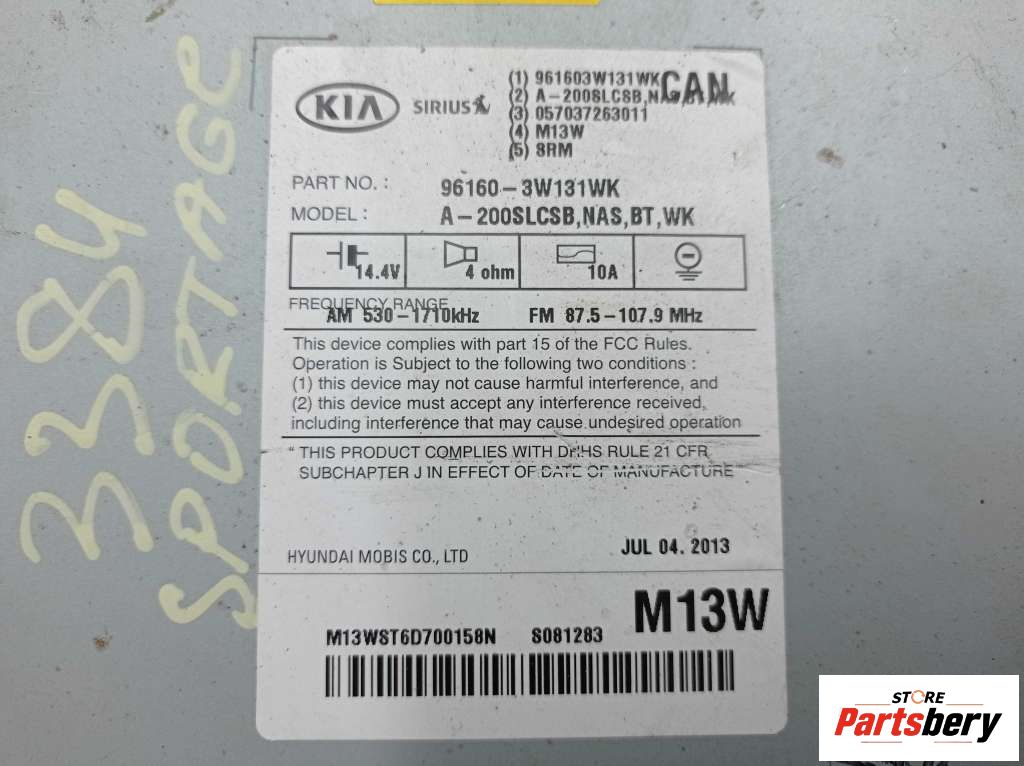 3384
SPORTAGE
KIA
SIRIUS
(1) 961603W131WK
CAN
(2) A-200SLCSB,NAS,BT,WK
(3) 057037263011
(4) M13W
(5) 8RM
PART NO. : 96160-3W131WK
MODEL : A-200SLCSB,NAS,BT,WK
14.4V 4 ohm 10A
FREQUENCY RANGE
AM 530-1710kHz FM 87.5-107.9 MHz
This device complies with part 15 of the FCC Rules.
Operation is Subject to the following two conditions :
(1) this device may not cause harmful interference, and
(2) this device must accept any interference received,
including interference that may cause undesired operation
" THIS PRODUCT COMPLIES WITH DHHS RULE 21 CFR
SUBCHAPTER J IN EFFECT OF DATE OF MANUFACTURE "
HYUNDAI MOBIS CO., LTD JUL 04. 2013
M13W
M13WST6D700158N S081283
STORE
Partsbery